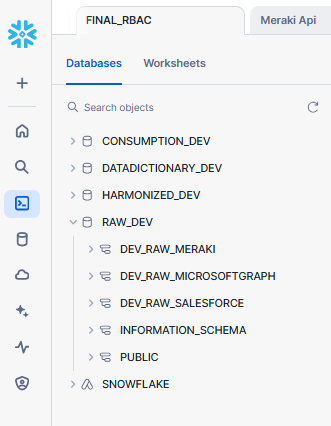 FINAL_RBAC
Meraki Api
Databases
Worksheets
Search objects
CONSUMPTION_DEV
DATADICTIONARY_DEV
HARMONIZED_DEV
RAW_DEV
DEV_RAW_MERAKI
DEV_RAW_MICROSOFTGRAPH
DEV_RAW_SALESFORCE
INFORMATION_SCHEMA
PUBLIC
SNOWFLAKE